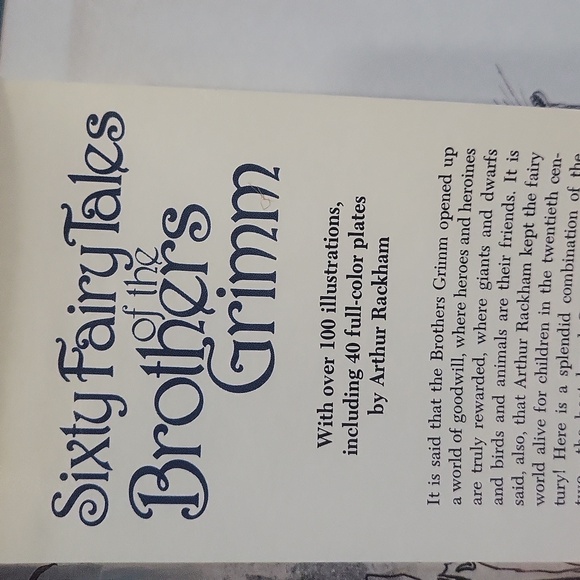 Sixty Fairy Tales
of the
Brothers
Grimm
With over 100 illustrations,
including 40 full-color plates
by Arthur Rackham
It is said that the Brothers Grimm opened up
a world of goodwill, where heroes and heroines
are truly rewarded, where giants and dwarfs
and birds and animals are their friends. It is
said, also, that Arthur Rackham kept the fairy
world alive for children in the twentieth cen-
tury! Here is a splendid combination of the